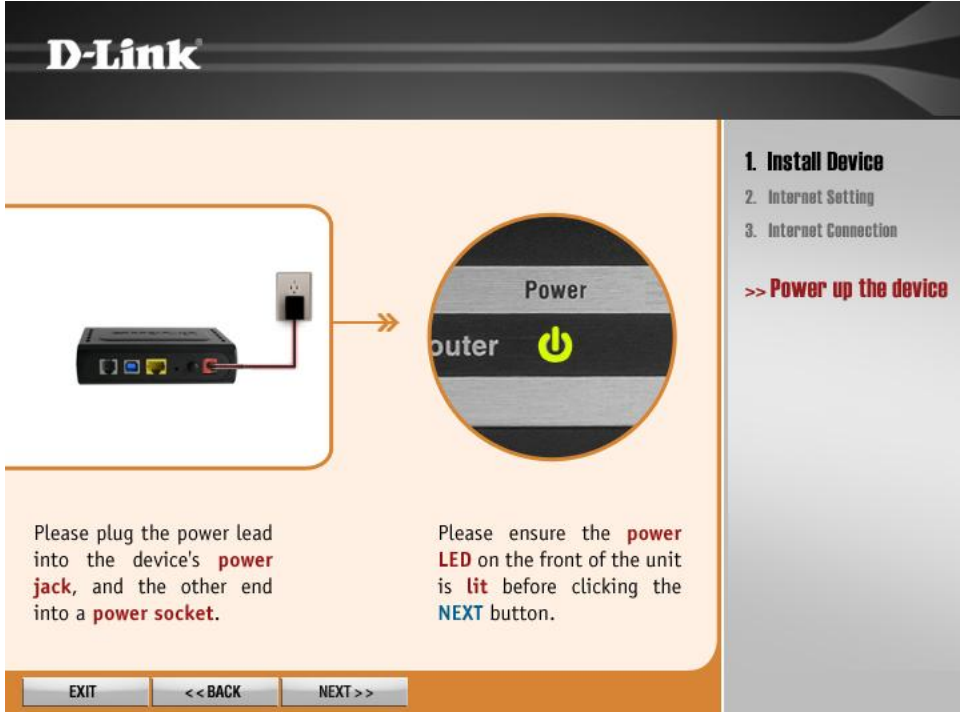 D-Link
1. Install Device
2. Internet Setting
3. Internet Connection
>> Power up the device
Power
outer
Please plug the power lead
into the device's power
jack, and the other end
into a power socket.
Please ensure the power
LED on the front of the unit
is lit before clicking the
NEXT button.
EXIT
<< BACK
NEXT >>